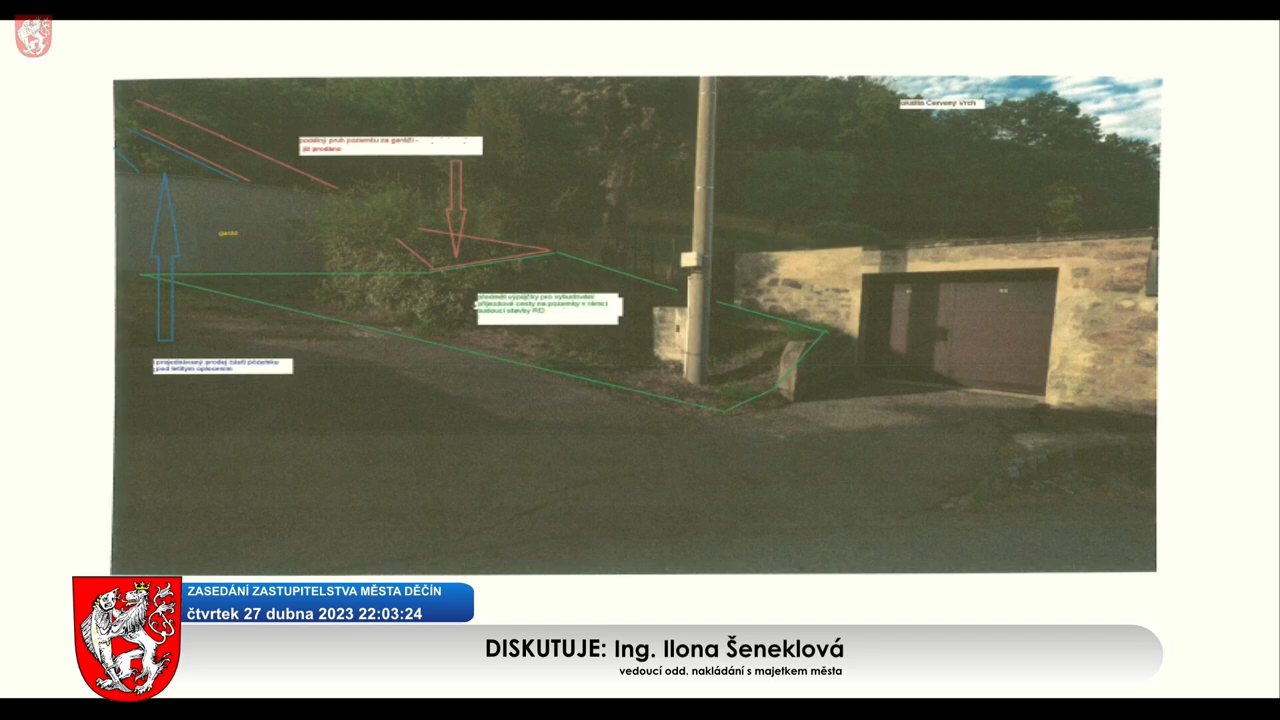 lokalita Červený Vrch
podélný pruh pozemku za garáží -
již prodáno
garáž
předmět výpůjčky pro vybudování
příjezdové cesty na pozemky v rámci
budoucí stavby RD
projednávaný prodej části pozemku
pod letitým oplocením
ZASEDÁNÍ ZASTUPITELSTVA MĚSTA DĚČÍN
čtvrtek 27 dubna 2023 22:03:24
DISKUTUJE: Ing. Ilona Šeneklová
vedoucí odd. nakládání s majetkem města